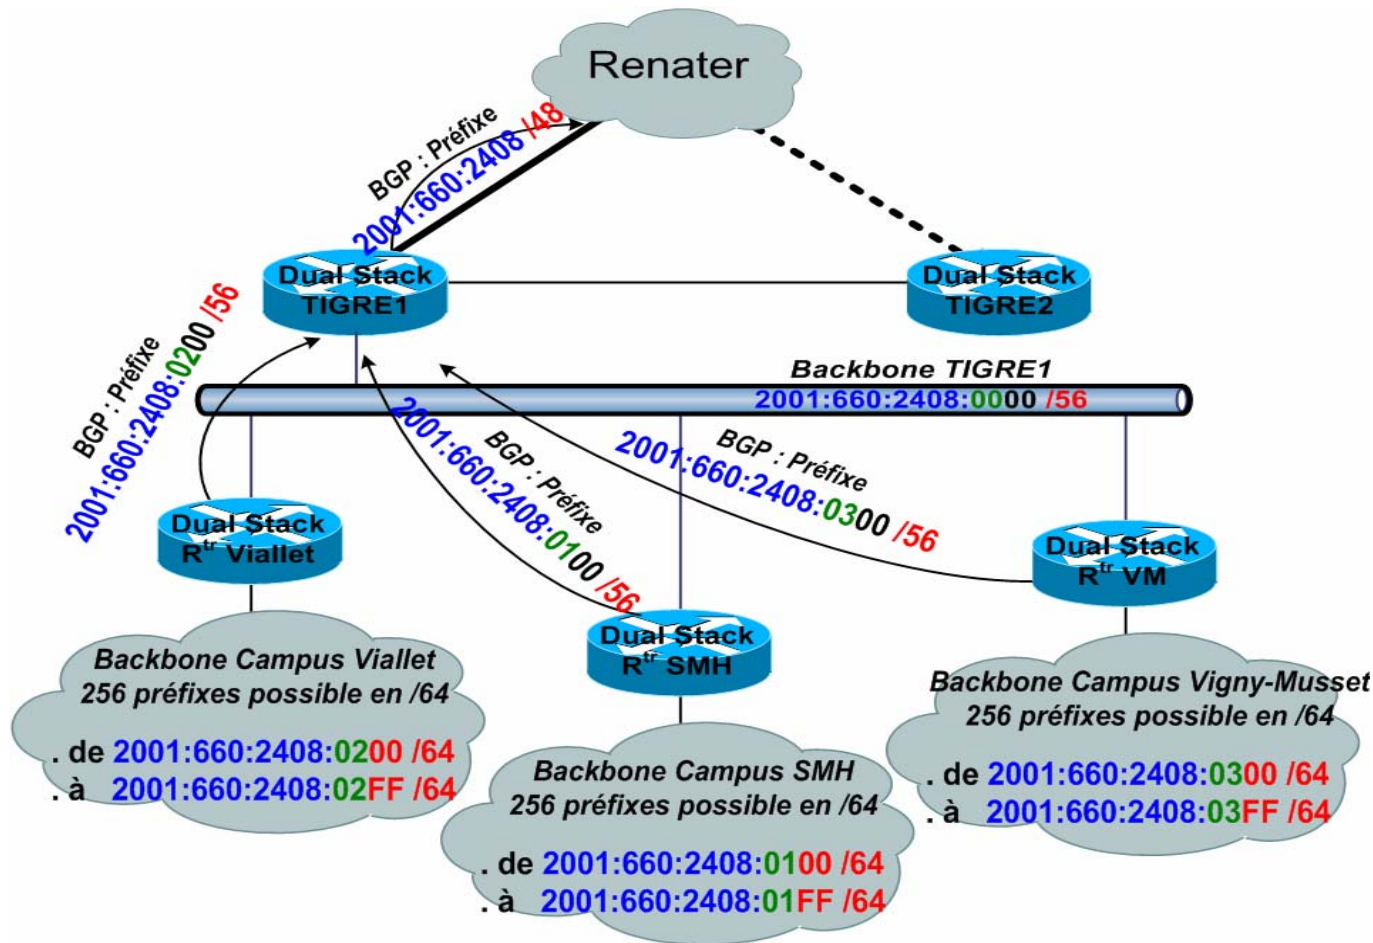 Renater
BGP : Préfixe
2001:660:2408 /48
Dual Stack
TIGRE1
Dual Stack
TIGRE2
BGP : Préfixe
2001:660:2408:0200 /56
Backbone TIGRE1
2001:660:2408:0000 /56
BGP : Préfixe
2001:660:2408:0100 /56
BGP : Préfixe
2001:660:2408:0300 /56
Dual Stack
Rtr Viallet
Dual Stack
Rtr SMH
Dual Stack
Rtr VM
Backbone Campus Viallet
256 préfixes possible en /64
. de 2001:660:2408:0200 /64
. à 2001:660:2408:02FF /64
Backbone Campus SMH
256 préfixes possible en /64
. de 2001:660:2408:0100 /64
. à 2001:660:2408:01FF /64
Backbone Campus Vigny-Musset
256 préfixes possible en /64
. de 2001:660:2408:0300 /64
. à 2001:660:2408:03FF /64